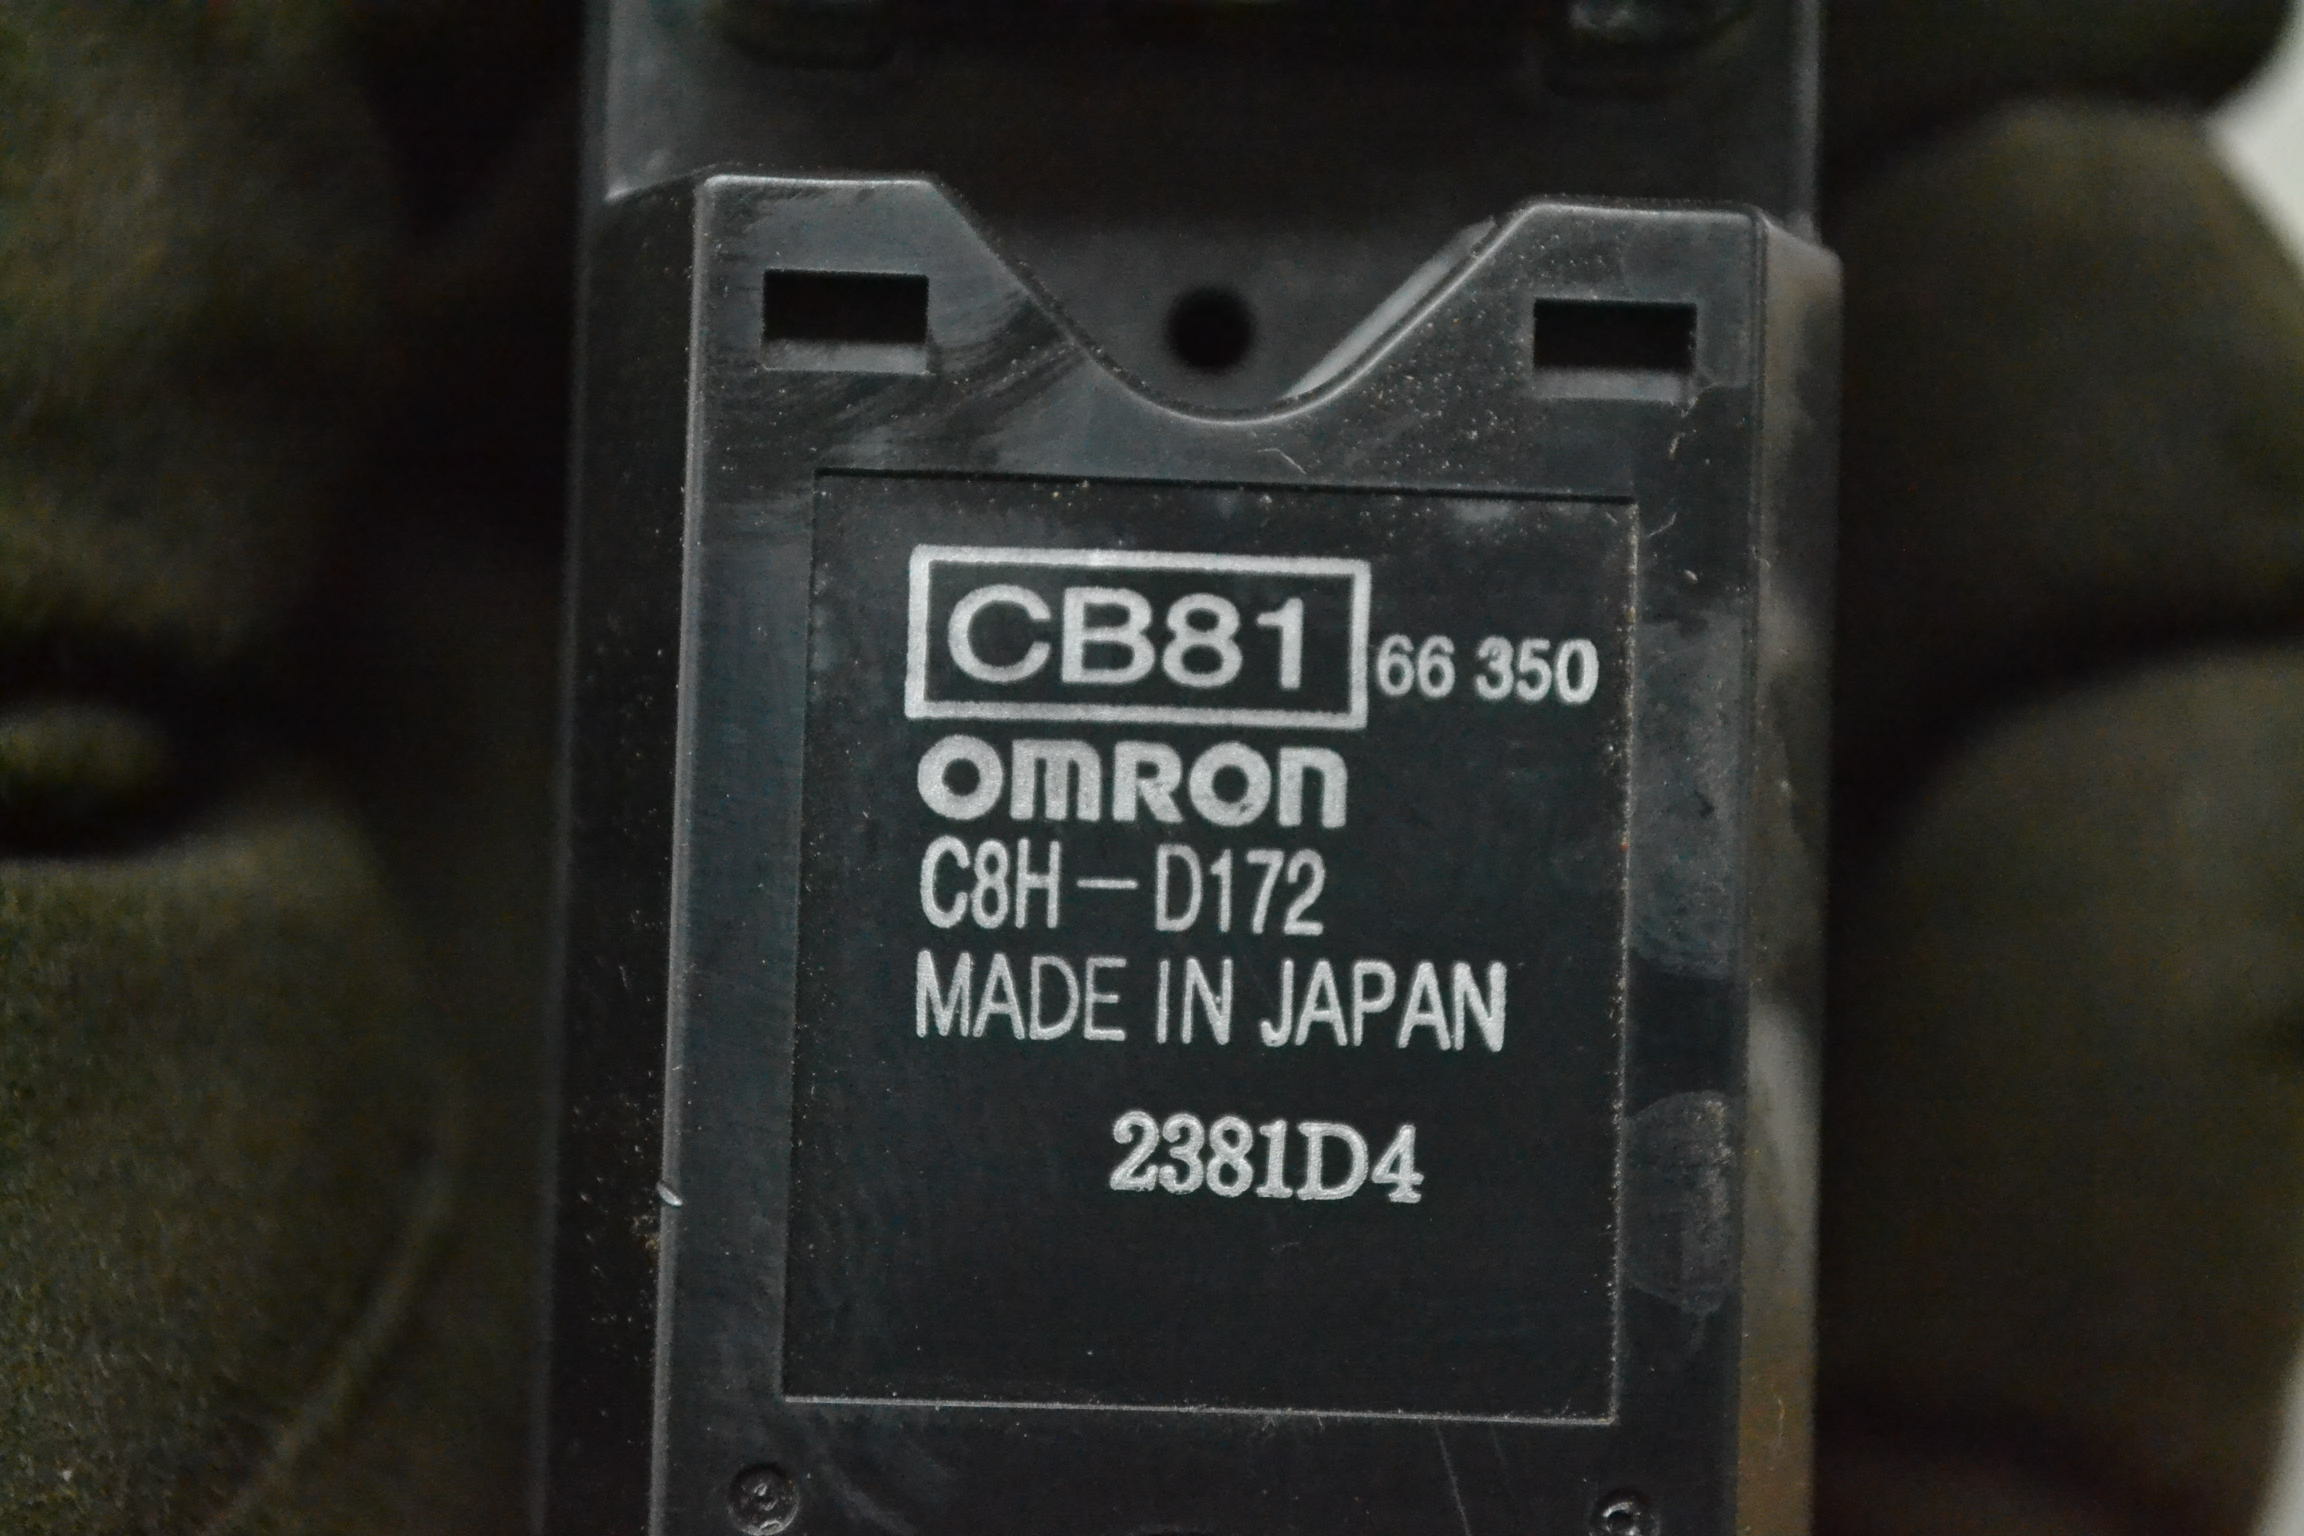 CB81 66 350
OMRON
C8H-D172
MADE IN JAPAN
2381D4